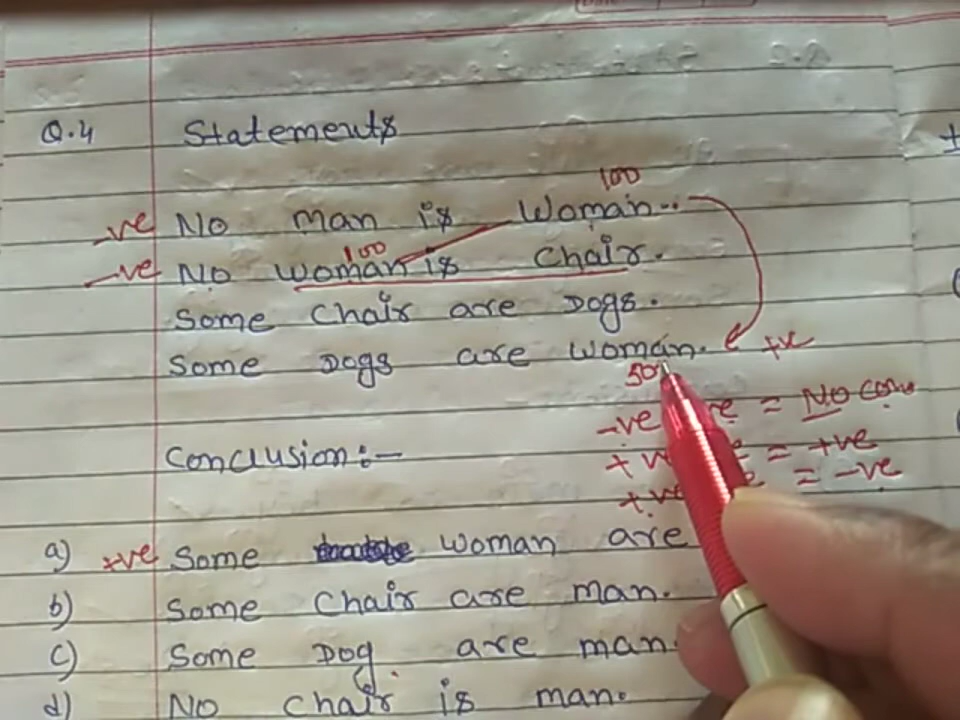 Q.4 Statements
100
-ve No man is Woman.
100
-ve No Woman is Chair.
Some Chair are Dogs.
Some Dogs are Woman. +ve
50
-ve ve = No
+ ve = +ve
+ve = -ve
Conclusion:-
a) +ve Some Woman are
b) Some Chair are man.
c) Some Dog are man.
d) No Chair is man.